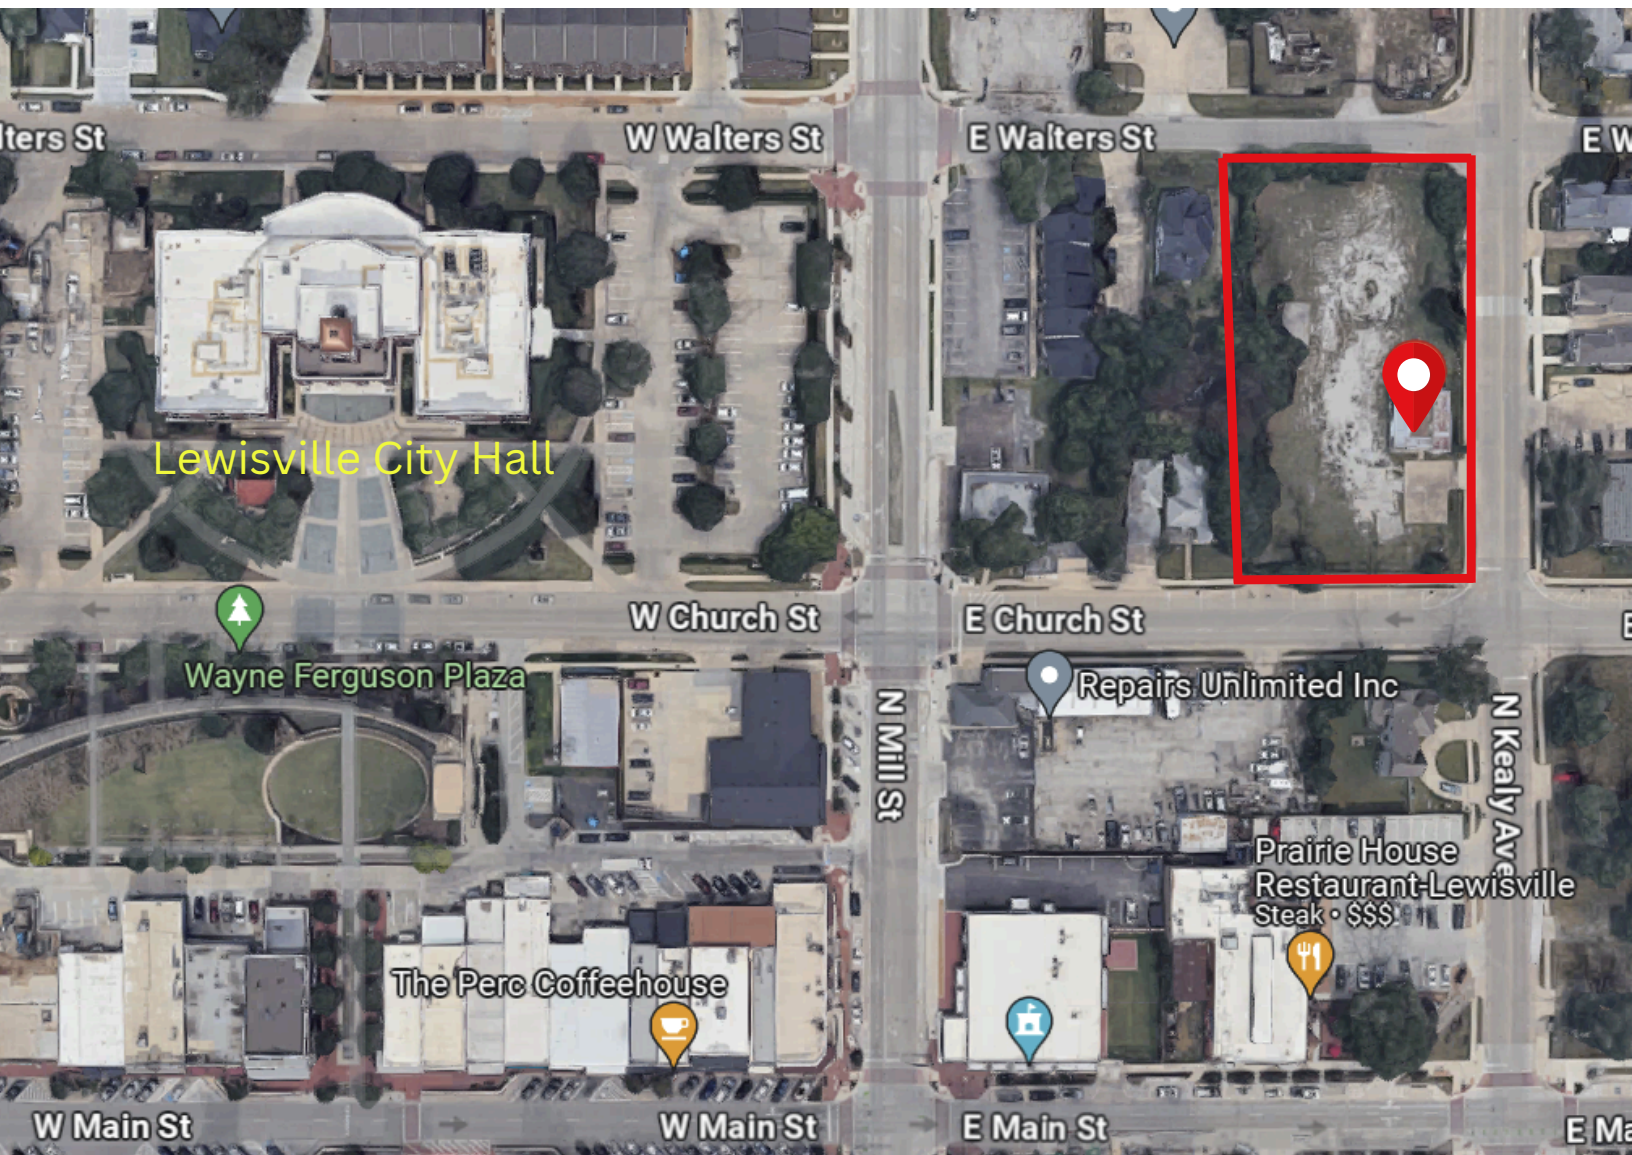 lters St
W Walters St
E Walters St
E W
Lewisville City Hall
W Church St
E Church St
E
Wayne Ferguson Plaza
Repairs Unlimited Inc
N Mill St
N Kealy Ave
Prairie House
Restaurant-Lewisville
Steak • $$$
The Perc Coffeehouse
W Main St
W Main St
E Main St
E Ma